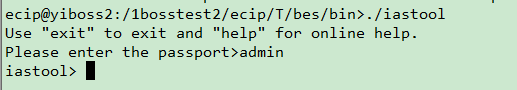 ecip@yiboss2:/1bosstest2/ecip/T/bes/bin>./iastool
Use "exit" to exit and "help" for online help.
Please enter the passport>admin
iastool>